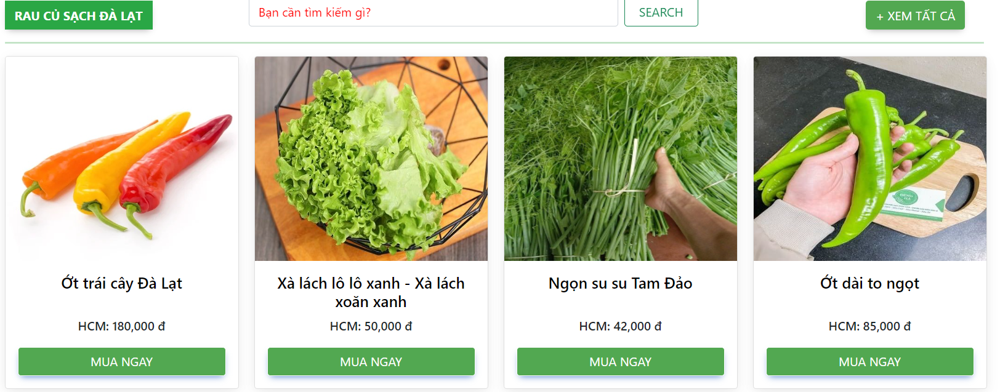 RAU CỦ SẠCH ĐÀ LẠT
Bạn cần tìm kiếm gì?
SEARCH
+ XEM TẤT CẢ
Ớt trái cây Đà Lạt
HCM: 180,000 đ
MUA NGAY
Xà lách lô lô xanh - Xà lách
xoăn xanh
HCM: 50,000 đ
MUA NGAY
Ngọn su su Tam Đảo
HCM: 42,000 đ
MUA NGAY
Ớt dài to ngọt
HCM: 85,000 đ
MUA NGAY